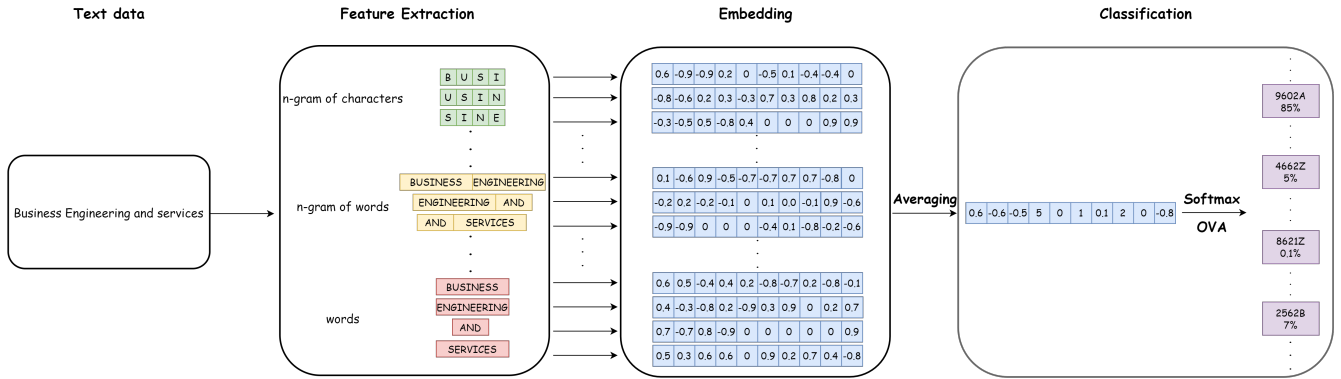 Text data
Feature Extraction
Embedding
Classification
Business Engineering and services
n-gram of characters
B U S I
U S I N
S I N E
n-gram of words
BUSINESS ENGINEERING
ENGINEERING AND
AND SERVICES
words
BUSINESS
ENGINEERING
AND
SERVICES
0.6 -0.9 -0.9 0.2 0 -0.5 0.1 -0.4 -0.4 0
-0.8 -0.6 0.2 0.3 -0.3 0.7 0.3 0.8 0.2 0.3
-0.3 -0.5 0.5 -0.8 0.4 0 0 0 0.9 0.9
0.1 -0.6 0.9 -0.5 -0.7 -0.7 0.7 0.7 -0.8 0
-0.2 0.2 -0.2 -0.1 0 0.1 0.0 -0.1 0.9 -0.6
-0.9 -0.9 0 0 0 -0.4 0.1 -0.8 -0.2 -0.6
0.6 0.5 -0.4 0.4 0.2 -0.8 -0.7 0.2 -0.8 -0.1
0.4 -0.3 -0.8 0.2 -0.9 0.3 0.9 0 0.2 0.7
0.7 -0.7 0.8 -0.9 0 0 0 0 0 0.9
0.5 0.3 0.6 0.6 0 0.9 0.2 0.7 0.4 -0.8
Averaging
0.6 -0.6 -0.5 5 0 1 0.1 2 0 -0.8
Softmax
OVA
9602A
85%
4662Z
5%
8621Z
0,1%
2562B
7%